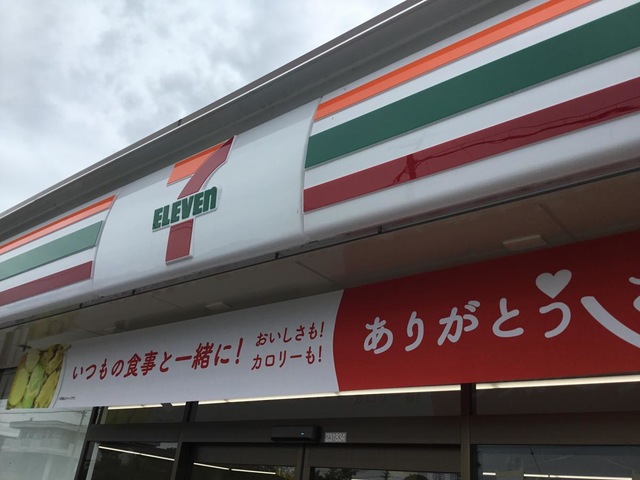 7
ELEVEn
いつもの食事と一緒に!
おいしさも!
カロリーも!
ありがとう
231834